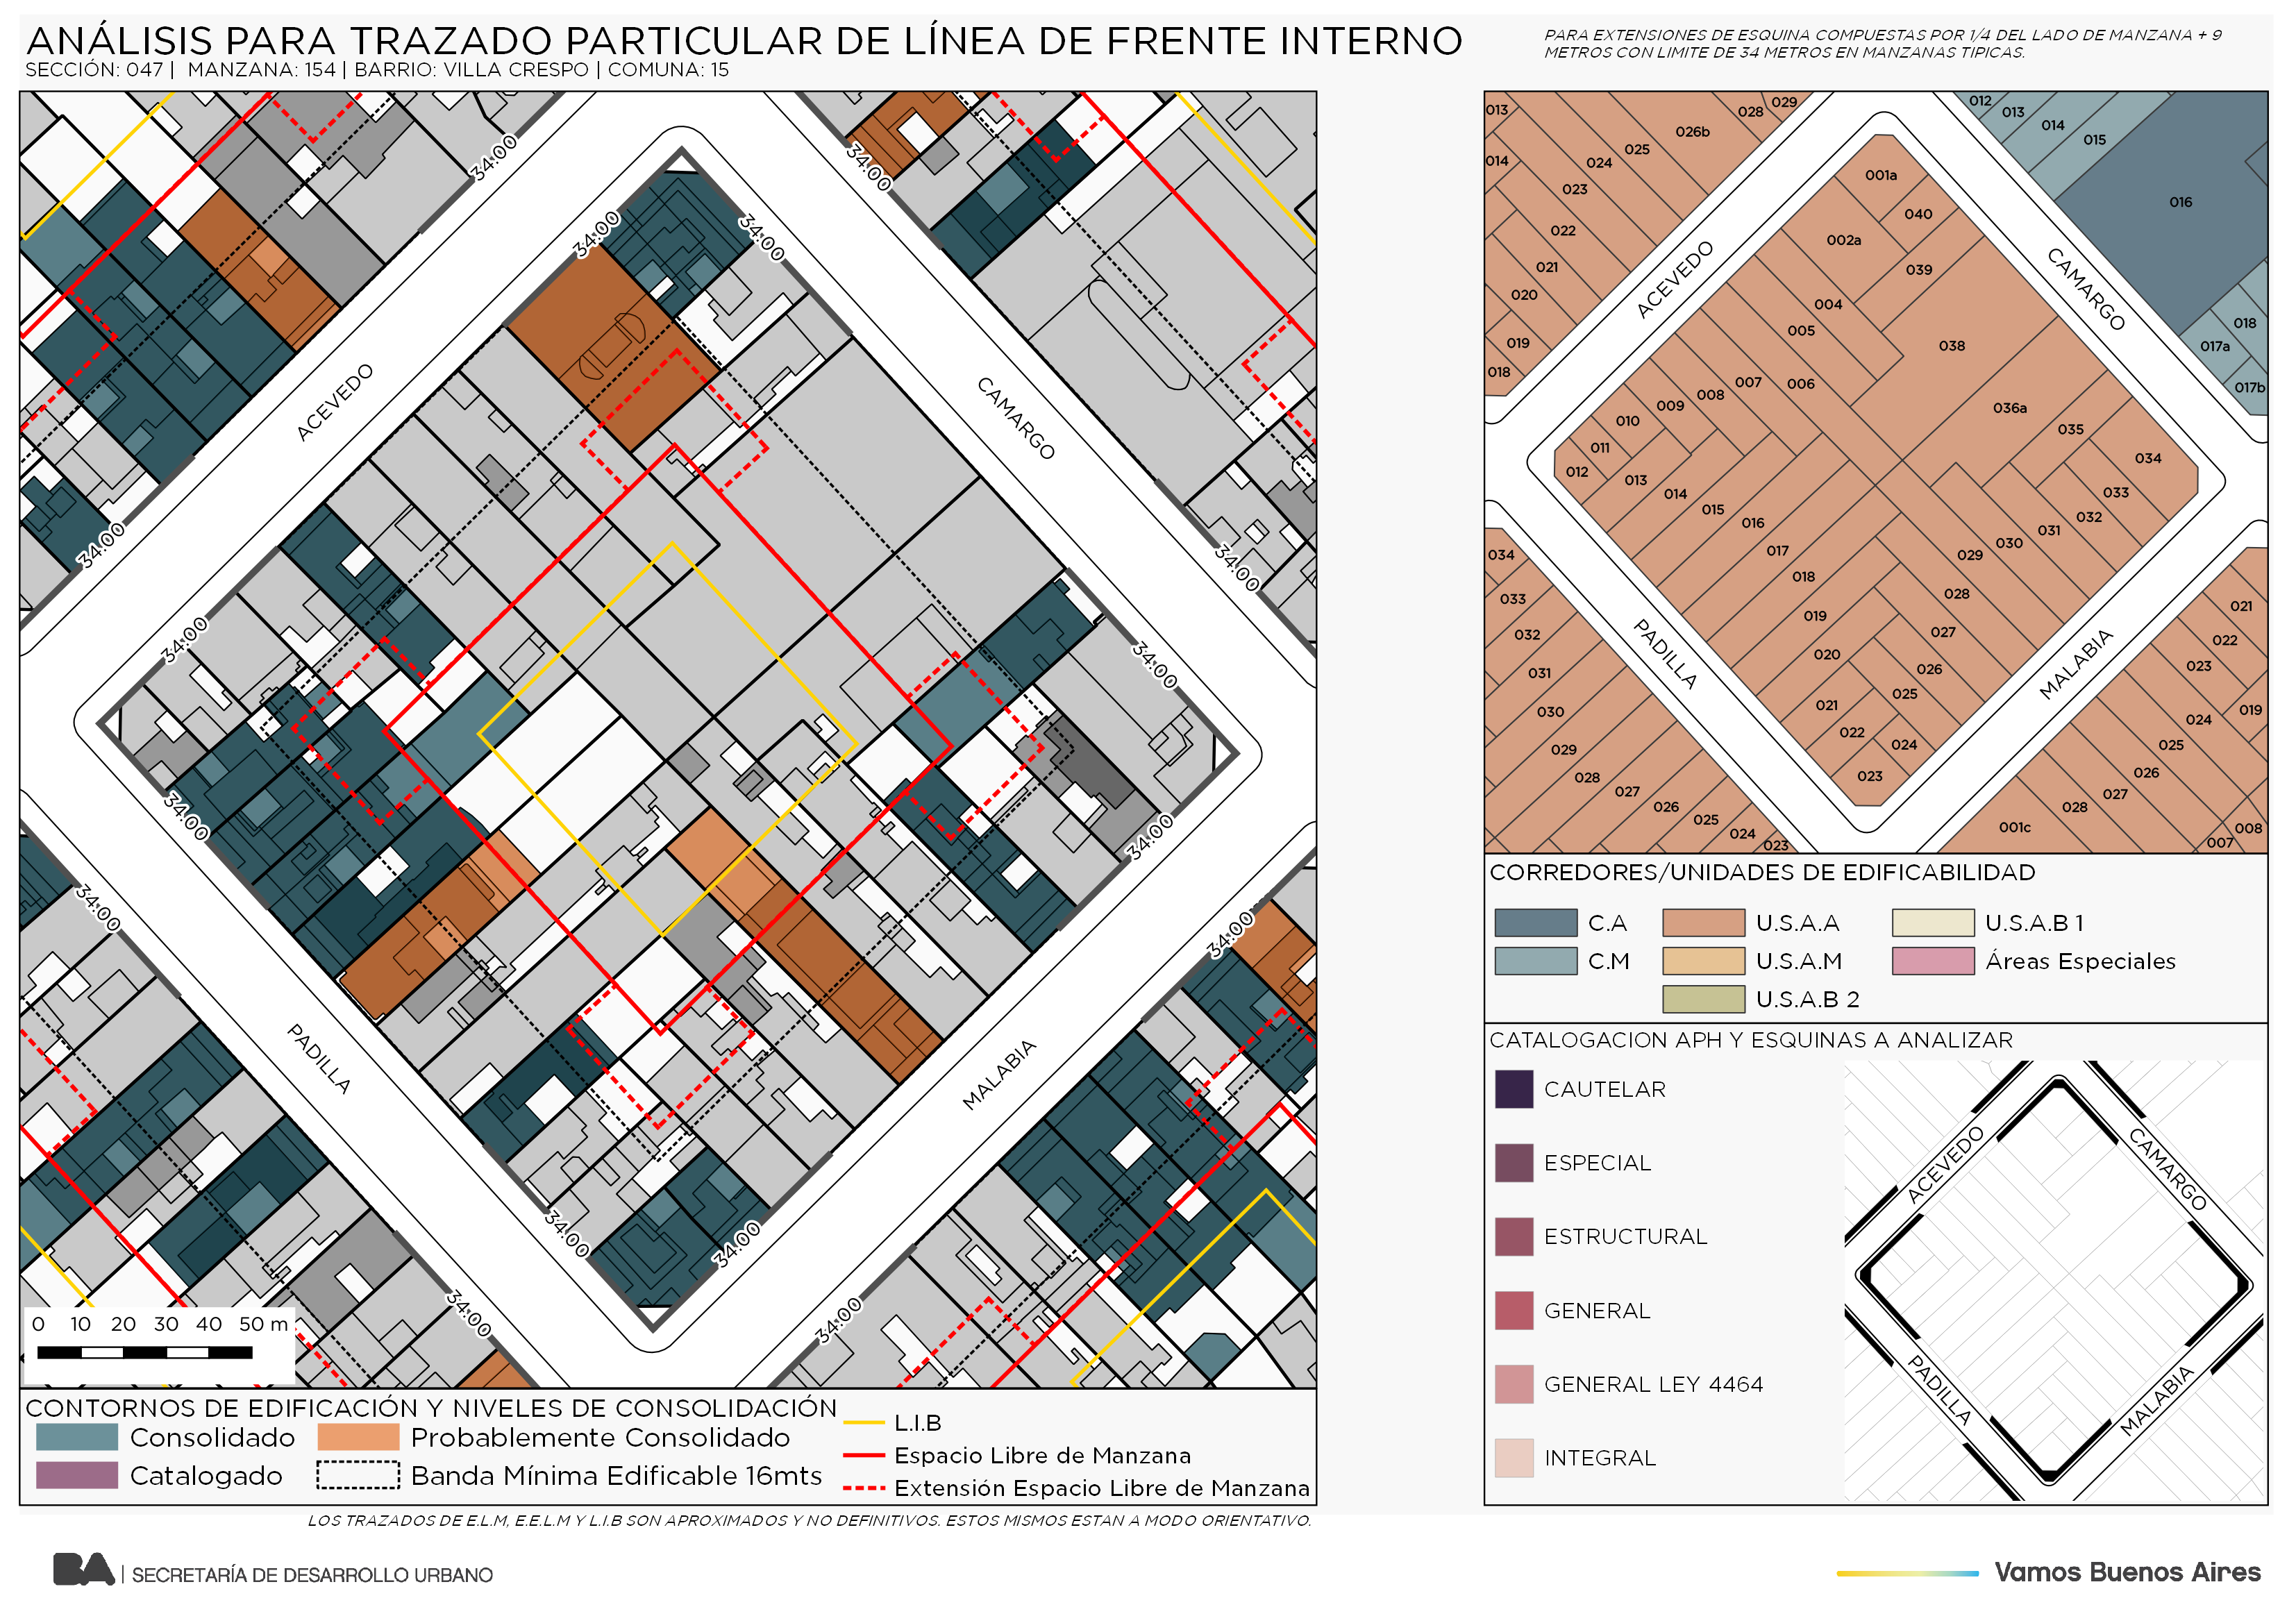 ANÁLISIS PARA TRAZADO PARTICULAR DE LÍNEA DE FRENTE INTERNO
SECCIÓN: 047 | MANZANA: 154 | BARRIO: VILLA CRESPO | COMUNA: 15
PARA EXTENSIONES DE ESQUINA COMPUESTAS POR 1/4 DEL LADO DE MANZANA + 9
METROS CON LIMITE DE 34 METROS EN MANZANAS TIPICAS.
34.00
34.00
34.00
34.00
ACEVEDO
CAMARGO
34.00
34.00
34.00
34.00
34.00
34.00
34.00
34.00
PADILLA
MALABIA
34.00
34.00
34.00
34.00
0 10 20 30 40 50 m
CONTORNOS DE EDIFICACIÓN Y NIVELES DE CONSOLIDACIÓN
Consolidado
Probablemente Consolidado
Catalogado
Banda Mínima Edificable 16mts
L.I.B
Espacio Libre de Manzana
Extensión Espacio Libre de Manzana
LOS TRAZADOS DE E.L.M, E.E.L.M Y L.I.B SON APROXIMADOS Y NO DEFINITIVOS. ESTOS MISMOS ESTAN A MODO ORIENTATIVO.
013
014
024
025
026b
028
029
023
022
021
020
019
018
012
013
014
015
016
018
017a
017b
ACEVEDO
CAMARGO
001a
040
002a
039
004
005
038
006
007
008
009
010
011
012
036a
035
034
013
014
015
016
017
018
019
020
021
022
023
024
025
026
027
028
029
030
031
032
033
PADILLA
MALABIA
034
033
032
031
030
029
028
027
026
025
024
023
021
022
023
019
024
025
026
027
028
001c
008
007
CORREDORES/UNIDADES DE EDIFICABILIDAD
C.A
U.S.A.A
U.S.A.B 1
C.M
U.S.A.M
Áreas Especiales
U.S.A.B 2
CATALOGACION APH Y ESQUINAS A ANALIZAR
CAUTELAR
ESPECIAL
ESTRUCTURAL
GENERAL
GENERAL LEY 4464
INTEGRAL
ACEVEDO
CAMARGO
PADILLA
MALABIA
BA | SECRETARÍA DE DESARROLLO URBANO
Vamos Buenos Aires